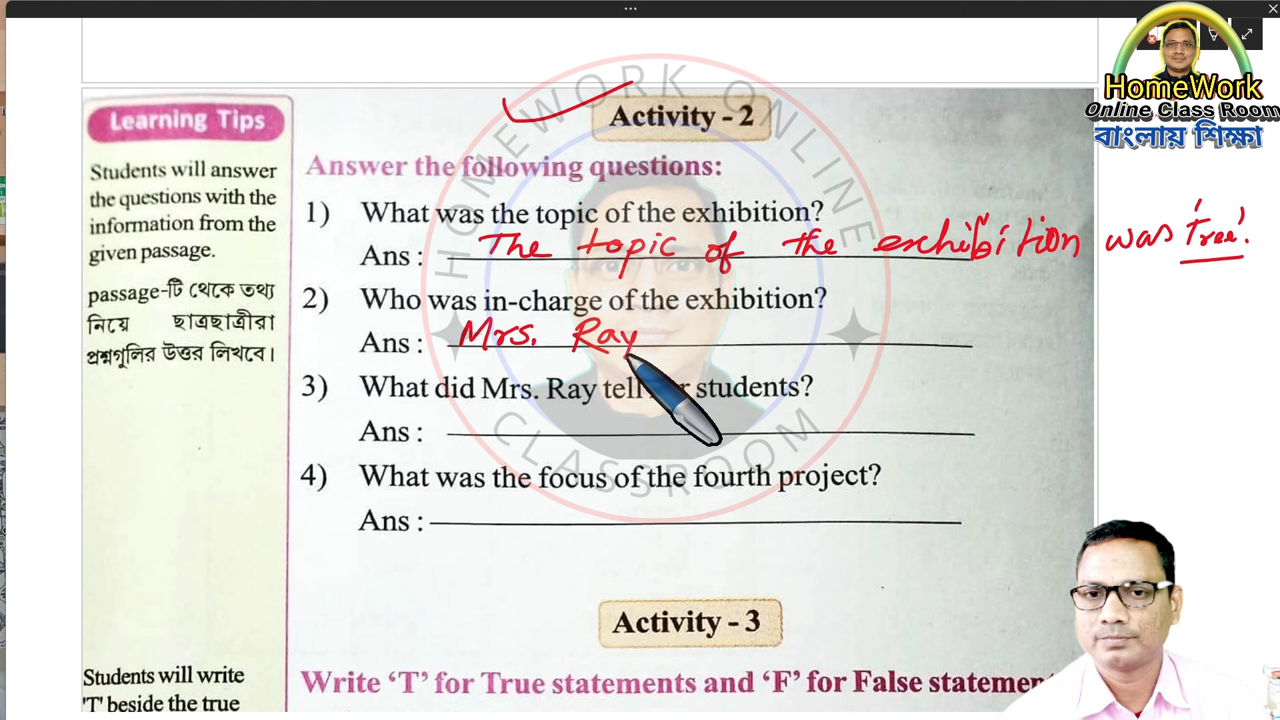 HomeWork
Online Class Room
বাংলায় শিক্ষা
HOMEWORK ONLINE
CLASSROOM
Learning Tips
Students will answer
the questions with the
information from the
given passage.
passage-টি থেকে তথ্য
নিয়ে ছাত্রছাত্রীরা
প্রশ্নগুলির উত্তর লিখবে।
Activity - 2
Answer the following questions:
1) What was the topic of the exhibition?
Ans : The topic of the exhibition was 'tree'.
2) Who was in-charge of the exhibition?
Ans : Mrs. Ray
3) What did Mrs. Ray tell students?
Ans :
4) What was the focus of the fourth project?
Ans :
Activity - 3
Students will write
'T' beside the true
Write ‘T’ for True statements and ‘F’ for False statemen